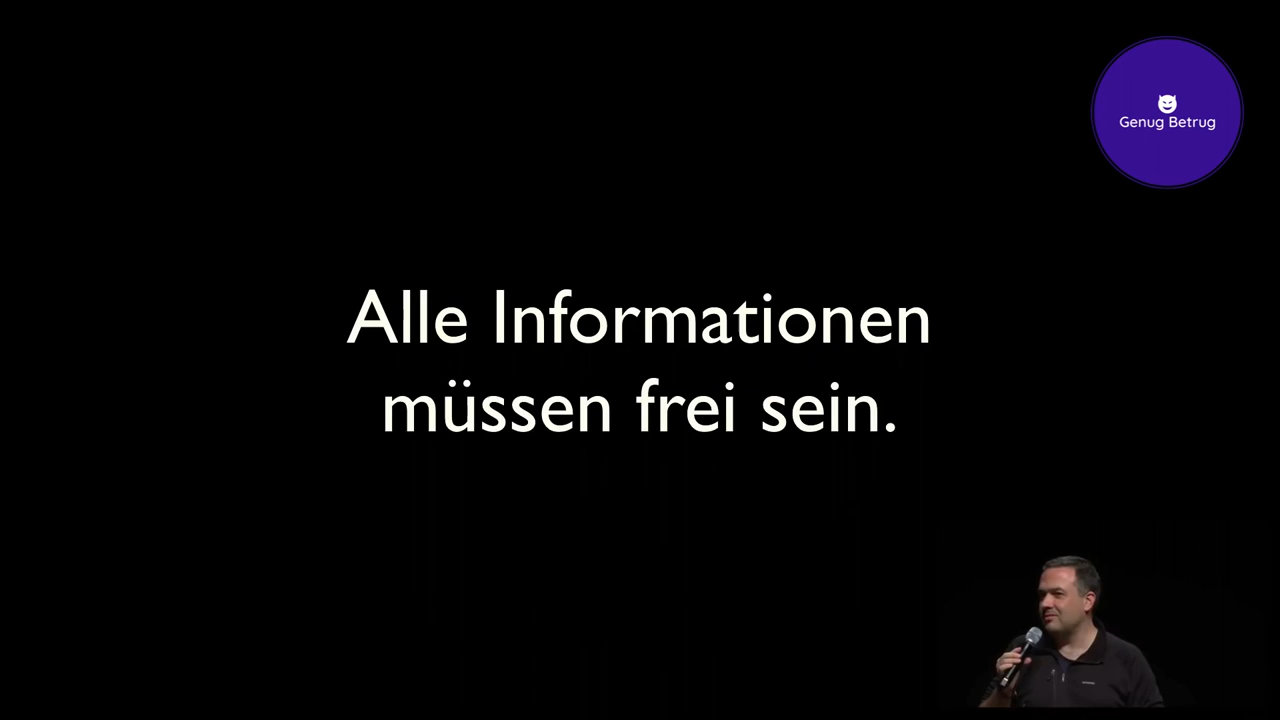 Genug Betrug
Alle Informationen
müssen frei sein.